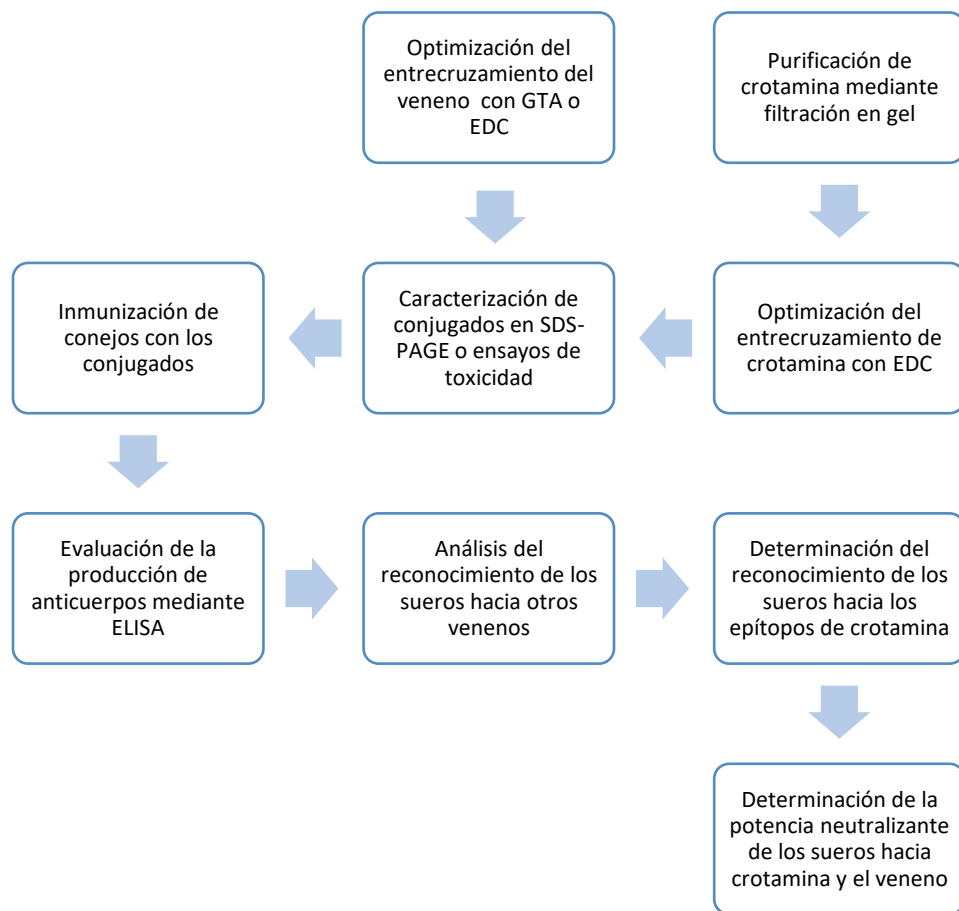 Optimización del
entrecruzamiento del
veneno con GTA o
EDC
Purificación de
crotamina mediante
filtración en gel
Inmunización de
conejos con los
conjugados
Caracterización de
conjugados en SDS-
PAGE o ensayos de
toxicidad
Optimización del
entrecruzamiento de
crotamina con EDC
Evaluación de la
producción de
anticuerpos mediante
ELISA
Análisis del
reconocimiento de los
sueros hacia otros
venenos
Determinación del
reconocimiento de los
sueros hacia los
epítopos de crotamina
Determinación de la
potencia neutralizante
de los sueros hacia
crotamina y el veneno